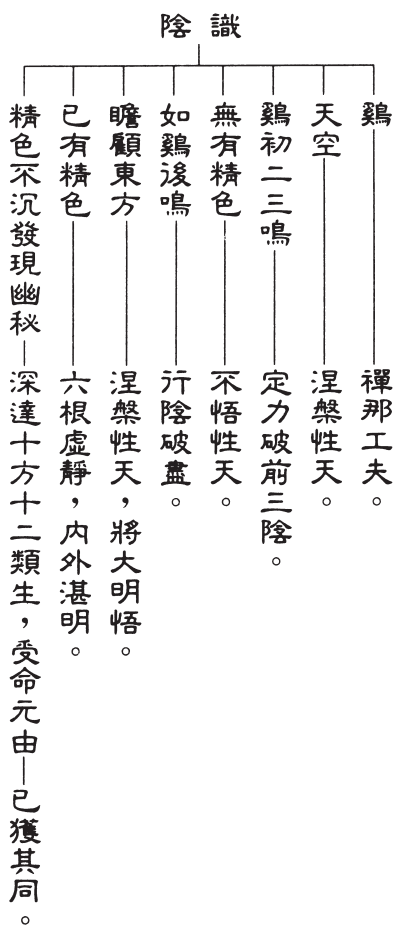 識陰
鷄—禪那工夫。
天空—涅槃性天。
鷄初二三鳴—定力破前三陰。
無有精色—不悟性天。
如鷄後鳴—行陰破盡。
瞻顧東方—涅槃性天，將大明悟。
已有精色—六根虛靜，內外湛明。
精色不沉發現幽秘—深達十方十二類生，受命元由—已獲其同。